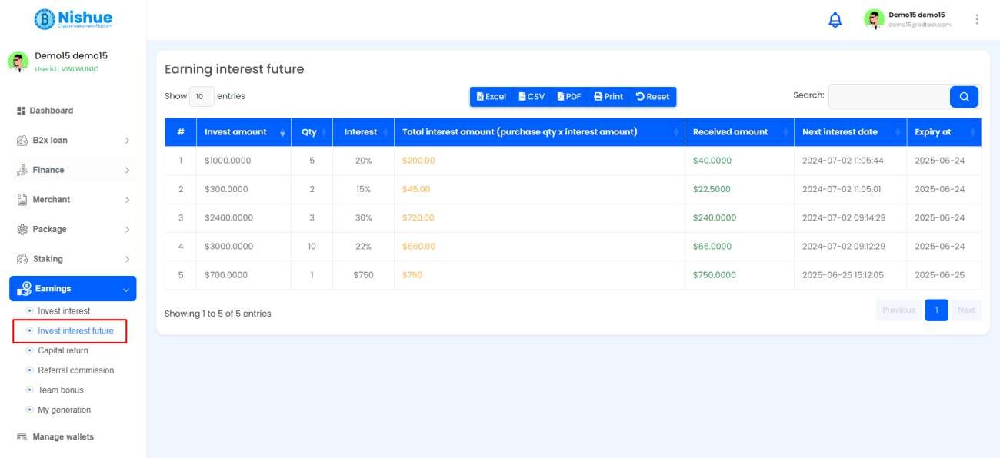 Nishue
Crypto Investment Platform
Demo15 demo15
demo15@bdtask.com
Demo15 demo15
Userid : VWLWUN1C
Dashboard
B2x loan
Finance
Merchant
Package
Staking
Earnings
Invest interest
Invest interest future
Capital return
Referral commission
Team bonus
My generation
Manage wallets
Earning interest future
Show 10 entries
Excel CSV PDF Print Reset
Search:
# Invest amount Qty Interest Total interest amount (purchase qty x interest amount) Received amount Next interest date Expiry at
1 $1000.0000 5 20% $200.00 $40.0000 2024-07-02 11:05:44 2025-06-24
2 $300.0000 2 15% $45.00 $22.5000 2024-07-02 11:05:01 2025-06-24
3 $2400.0000 3 30% $720.00 $240.0000 2024-07-02 09:14:29 2025-06-24
4 $3000.0000 10 22% $660.00 $66.0000 2024-07-02 09:12:29 2025-06-24
5 $700.0000 1 $750 $750 $750.0000 2025-06-25 15:12:05 2025-06-25
Showing 1 to 5 of 5 entries
Previous 1 Next